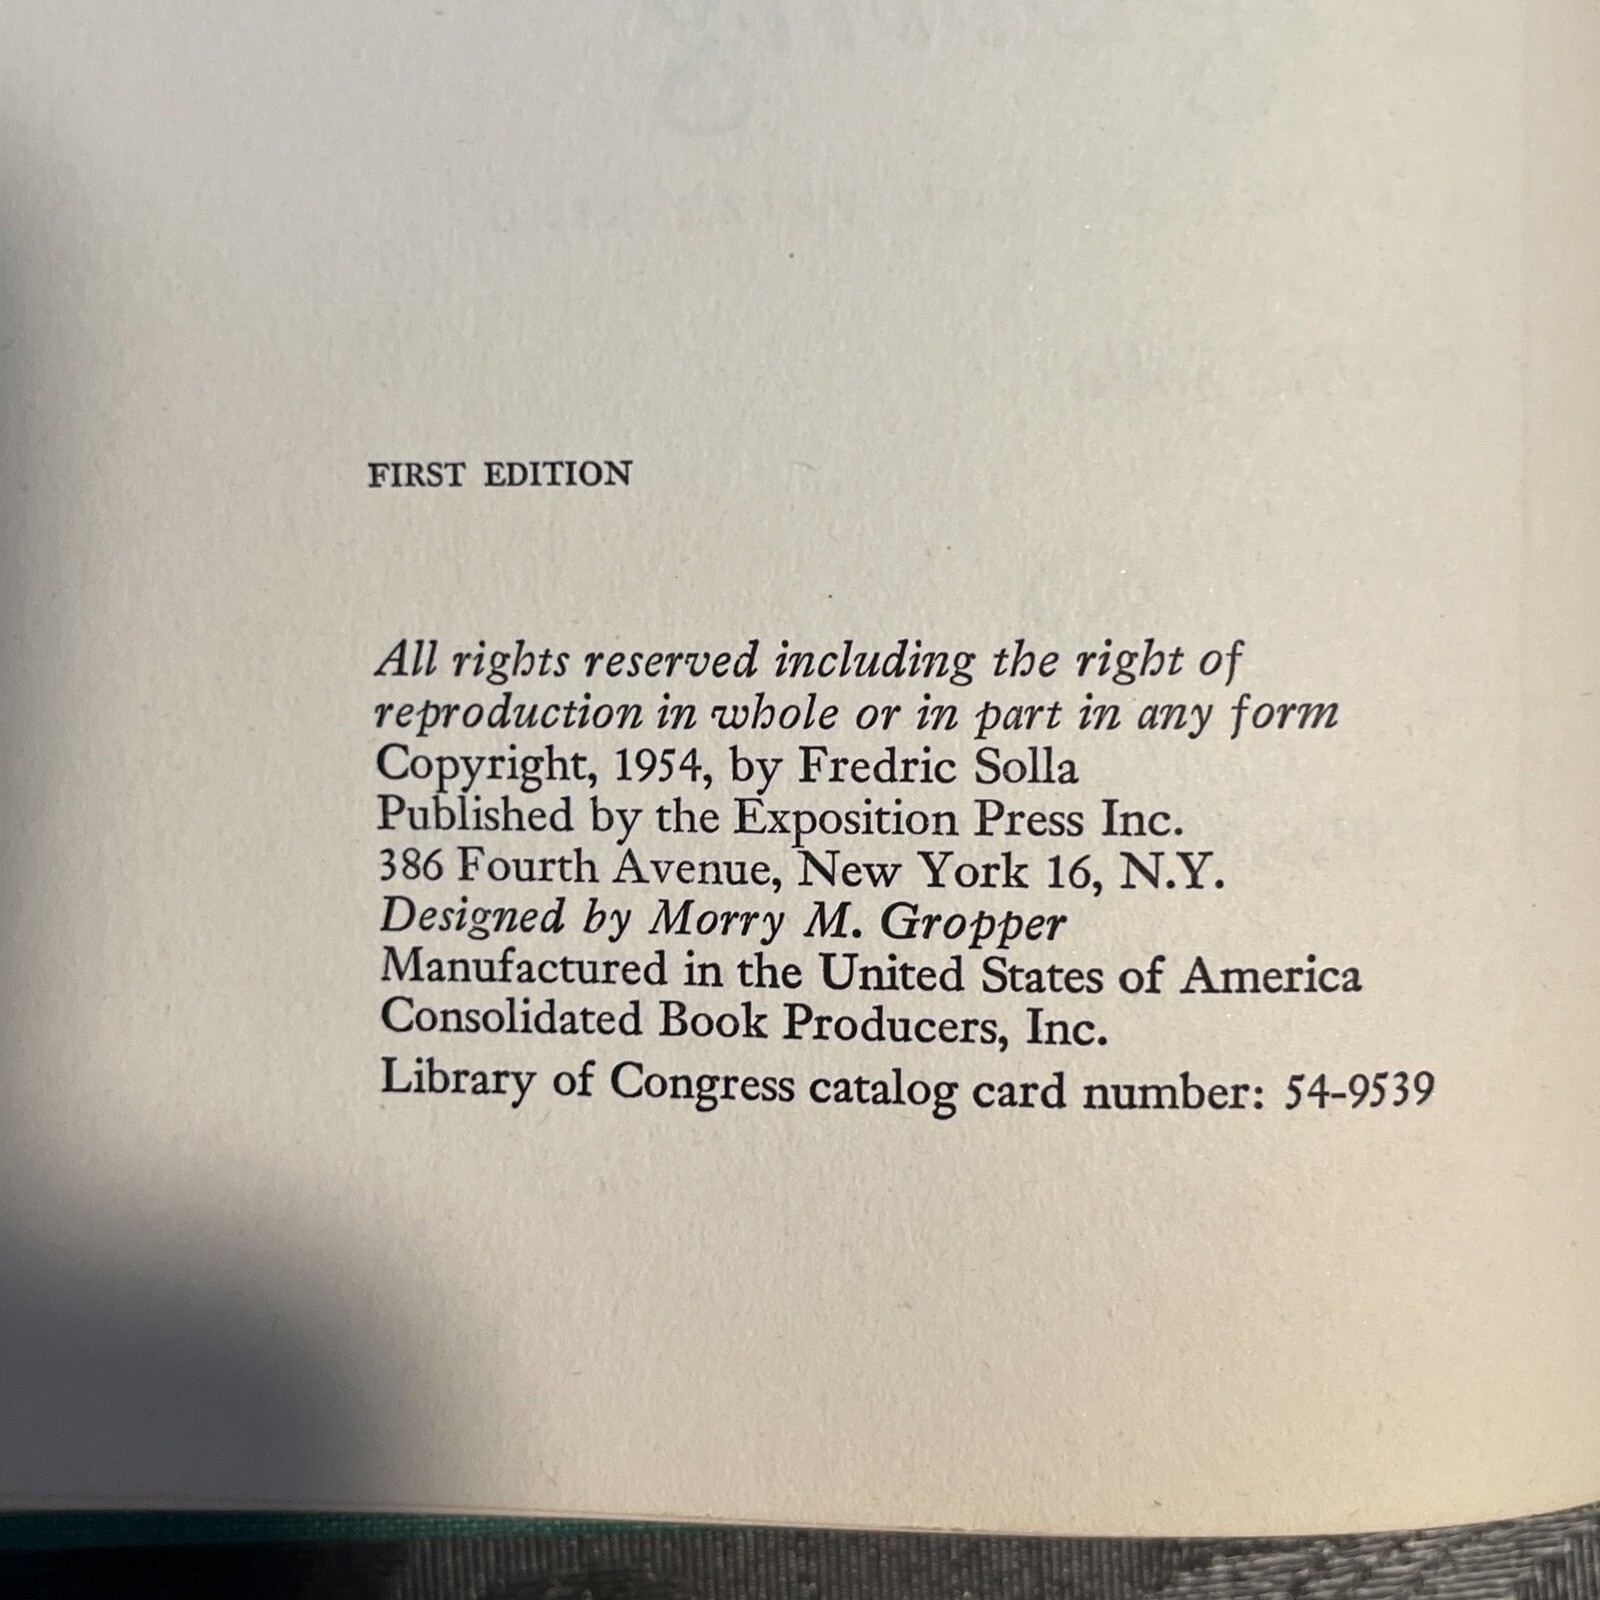 FIRST EDITION
All rights reserved including the right of
reproduction in whole or in part in any form
Copyright, 1954, by Fredric Solla
Published by the Exposition Press Inc.
386 Fourth Avenue, New York 16, N.Y.
Designed by Morry M. Gropper
Manufactured in the United States of America
Consolidated Book Producers, Inc.
Library of Congress catalog card number: 54-9539